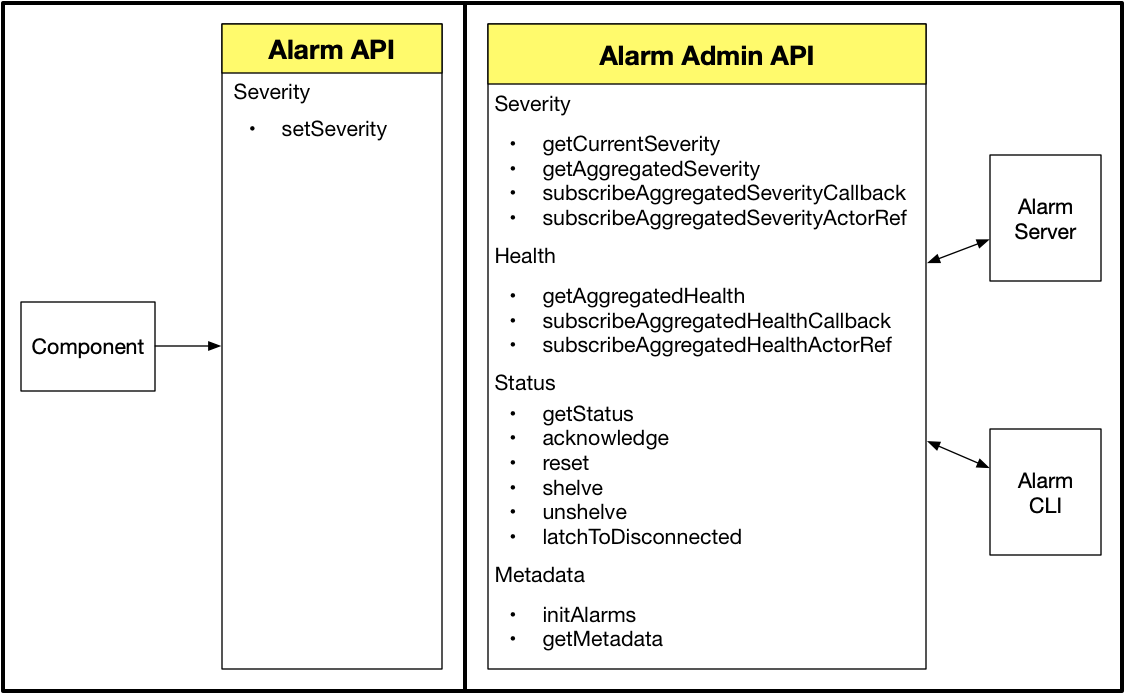 Alarm API
Severity
• setSeverity
Component
Alarm Admin API
Severity
• getCurrentSeverity
• getAggregatedSeverity
• subscribeAggregatedSeverityCallback
• subscribeAggregatedSeverityActorRef
Health
• getAggregatedHealth
• subscribeAggregatedHealthCallback
• subscribeAggregatedHealthActorRef
Status
• getStatus
• acknowledge
• reset
• shelve
• unshelve
• latchToDisconnected
Metadata
• initAlarms
• getMetadata
Alarm
Server
Alarm
CLI